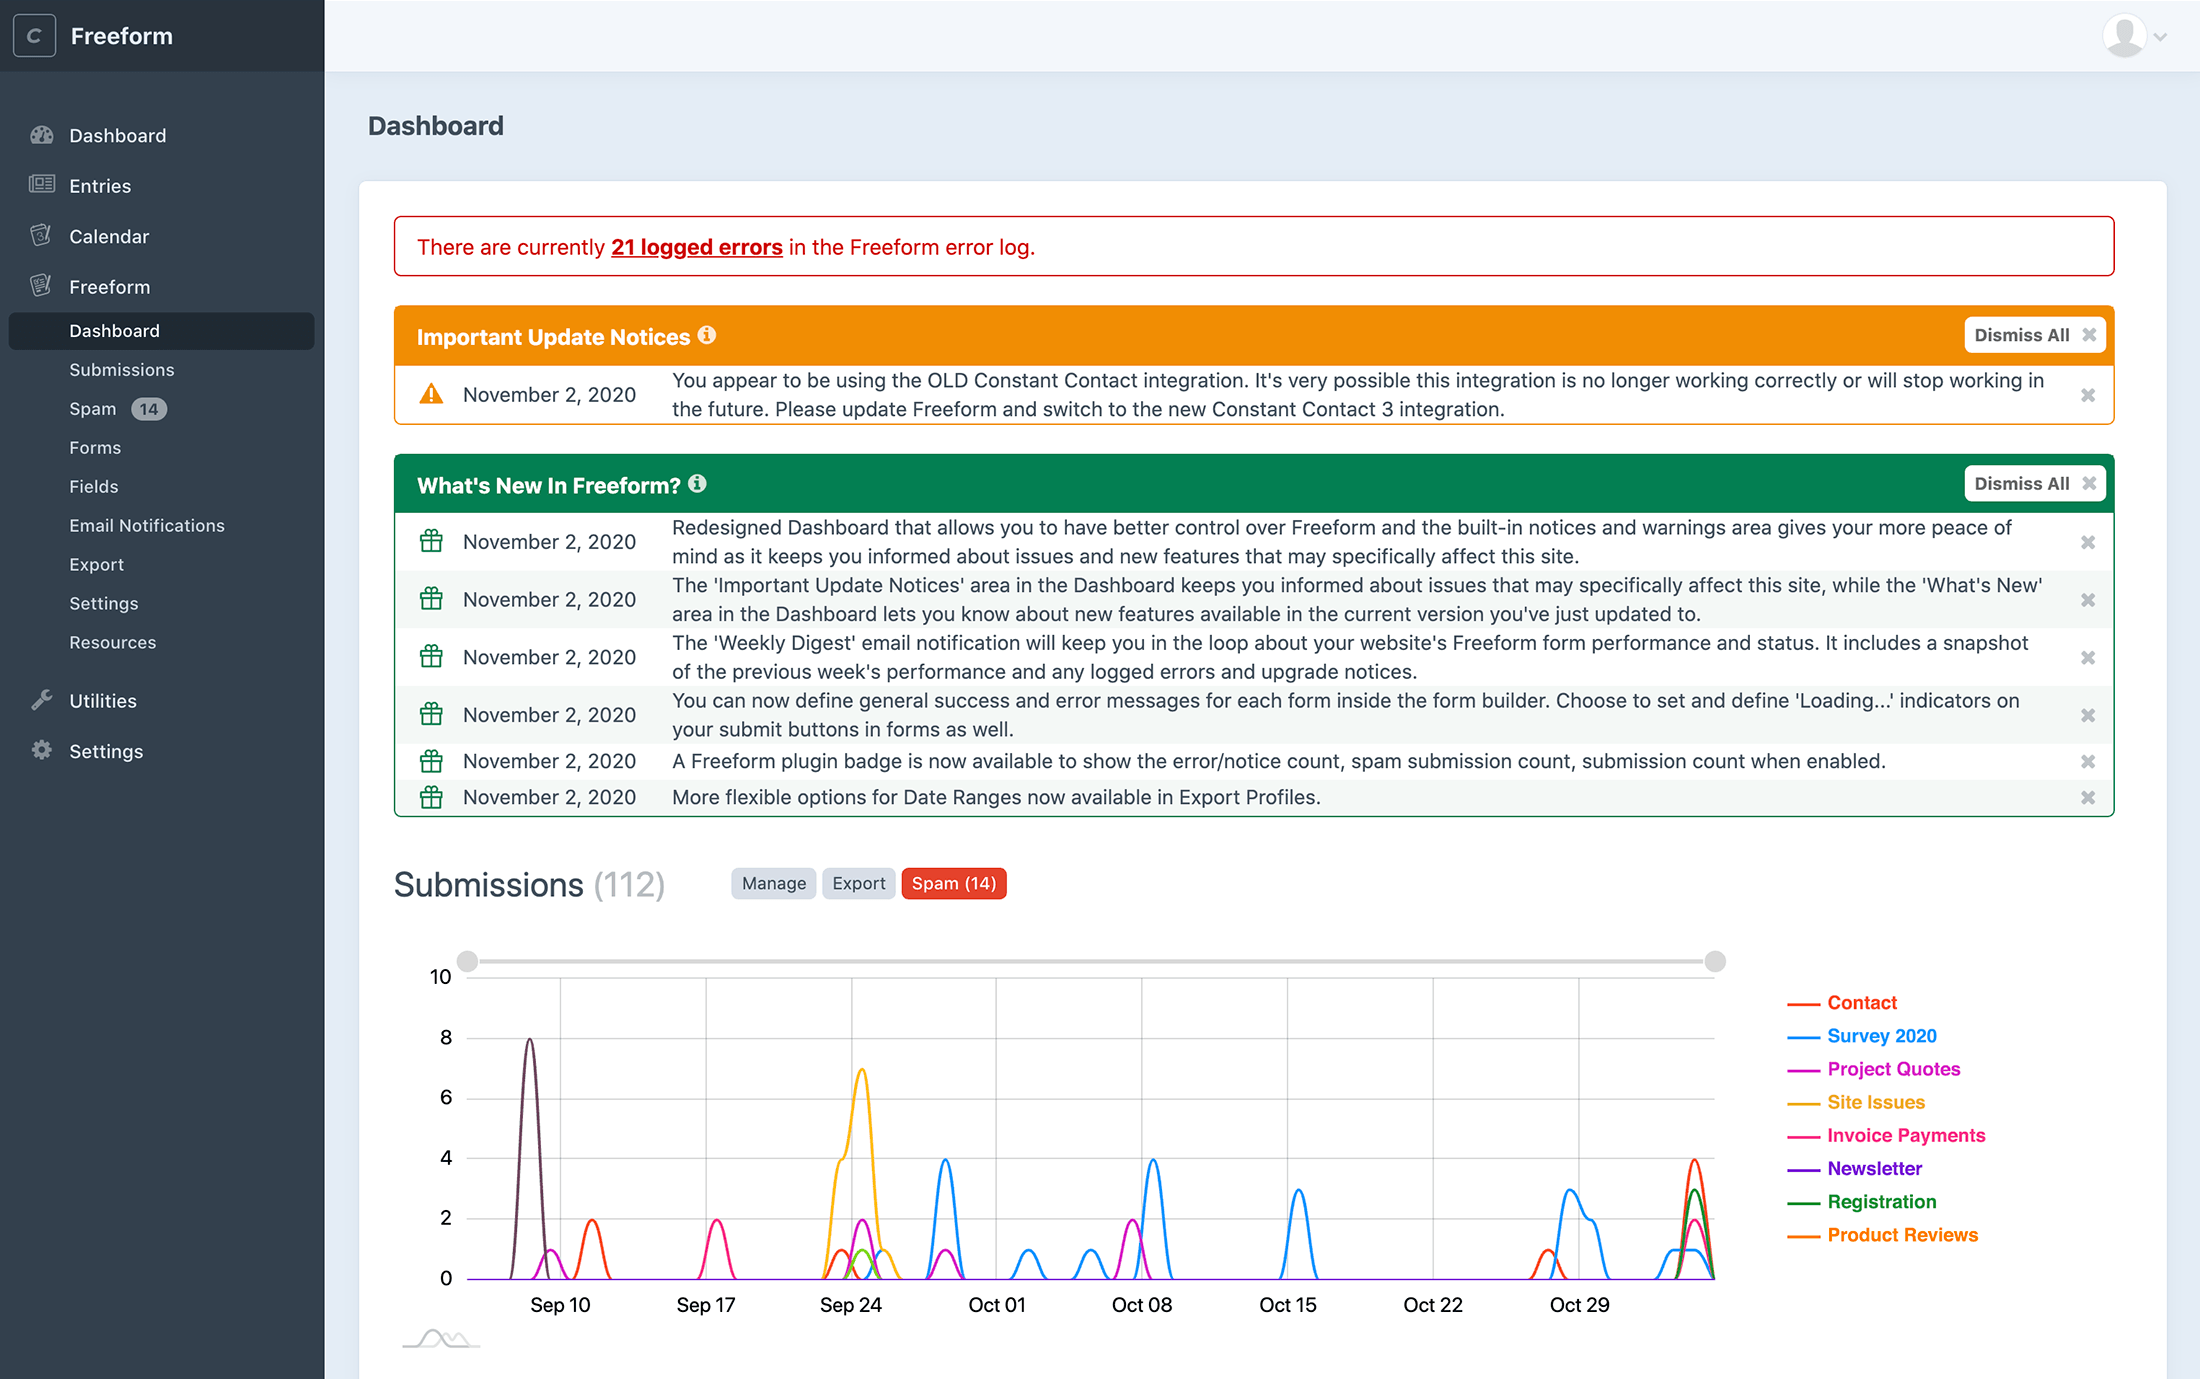 C Freeform
Dashboard
Entries
Calendar
Freeform
Dashboard
Submissions
Spam 14
Forms
Fields
Email Notifications
Export
Settings
Resources
Utilities
Settings
Dashboard
There are currently 21 logged errors in the Freeform error log.
Important Update Notices
Dismiss All
November 2, 2020
You appear to be using the OLD Constant Contact integration. It's very possible this integration is no longer working correctly or will stop working in
the future. Please update Freeform and switch to the new Constant Contact 3 integration.
What's New In Freeform?
Dismiss All
November 2, 2020
Redesigned Dashboard that allows you to have better control over Freeform and the built-in notices and warnings area gives your more peace of
mind as it keeps you informed about issues and new features that may specifically affect this site.
November 2, 2020
The 'Important Update Notices' area in the Dashboard keeps you informed about issues that may specifically affect this site, while the 'What's New'
area in the Dashboard lets you know about new features available in the current version you've just updated to.
November 2, 2020
The 'Weekly Digest' email notification will keep you in the loop about your website's Freeform form performance and status. It includes a snapshot
of the previous week's performance and any logged errors and upgrade notices.
November 2, 2020
You can now define general success and error messages for each form inside the form builder. Choose to set and define 'Loading...' indicators on
your submit buttons in forms as well.
November 2, 2020
A Freeform plugin badge is now available to show the error/notice count, spam submission count, submission count when enabled.
November 2, 2020
More flexible options for Date Ranges now available in Export Profiles.
Submissions (112)
Manage
Export
Spam (14)
10
8
6
4
2
0
Sep 10
Sep 17
Sep 24
Oct 01
Oct 08
Oct 15
Oct 22
Oct 29
Contact
Survey 2020
Project Quotes
Site Issues
Invoice Payments
Newsletter
Registration
Product Reviews